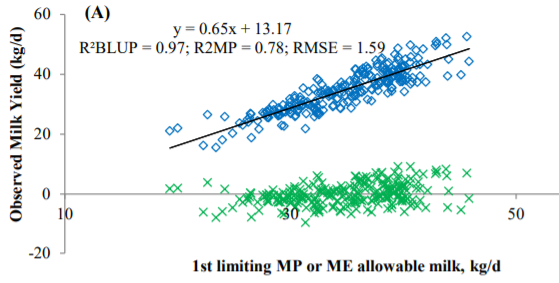 (A)
60
y = 0.65x + 13.17
R²BLUP = 0.97; R2MP = 0.78; RMSE = 1.59
40
20
0
10
30
50
-20
Observed Milk Yield (kg/d)
1st limiting MP or ME allowable milk, kg/d